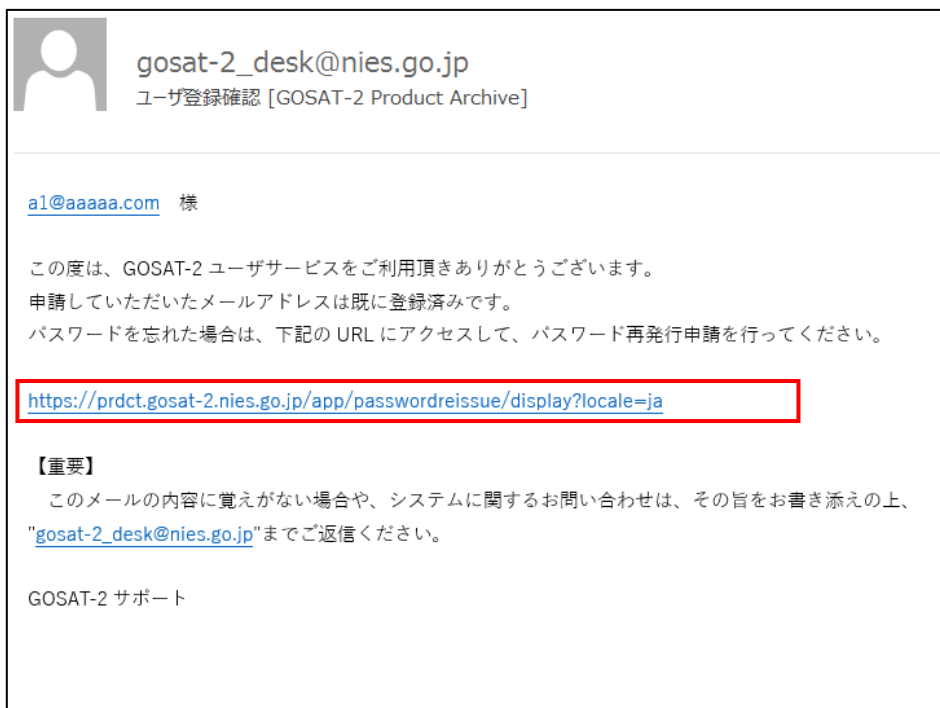 gosat-2_desk@nies.go.jp
ユーザ登録確認 [GOSAT-2 Product Archive]
a1@aaaaa.com 様
この度は、GOSAT-2 ユーザサービスをご利用頂きありがとうございます。
申請していただいたメールアドレスは既に登録済みです。
パスワードを忘れた場合は、下記の URL にアクセスして、パスワード再発行申請を行ってください。
https://prdct.gosat-2.nies.go.jp/app/passwordreissue/display?locale=ja
【重要】
このメールの内容に覚えがない場合や、システムに関するお問い合わせは、その旨をお書き添えの上、
"gosat-2_desk@nies.go.jp"までご返信ください。
GOSAT-2 サポート